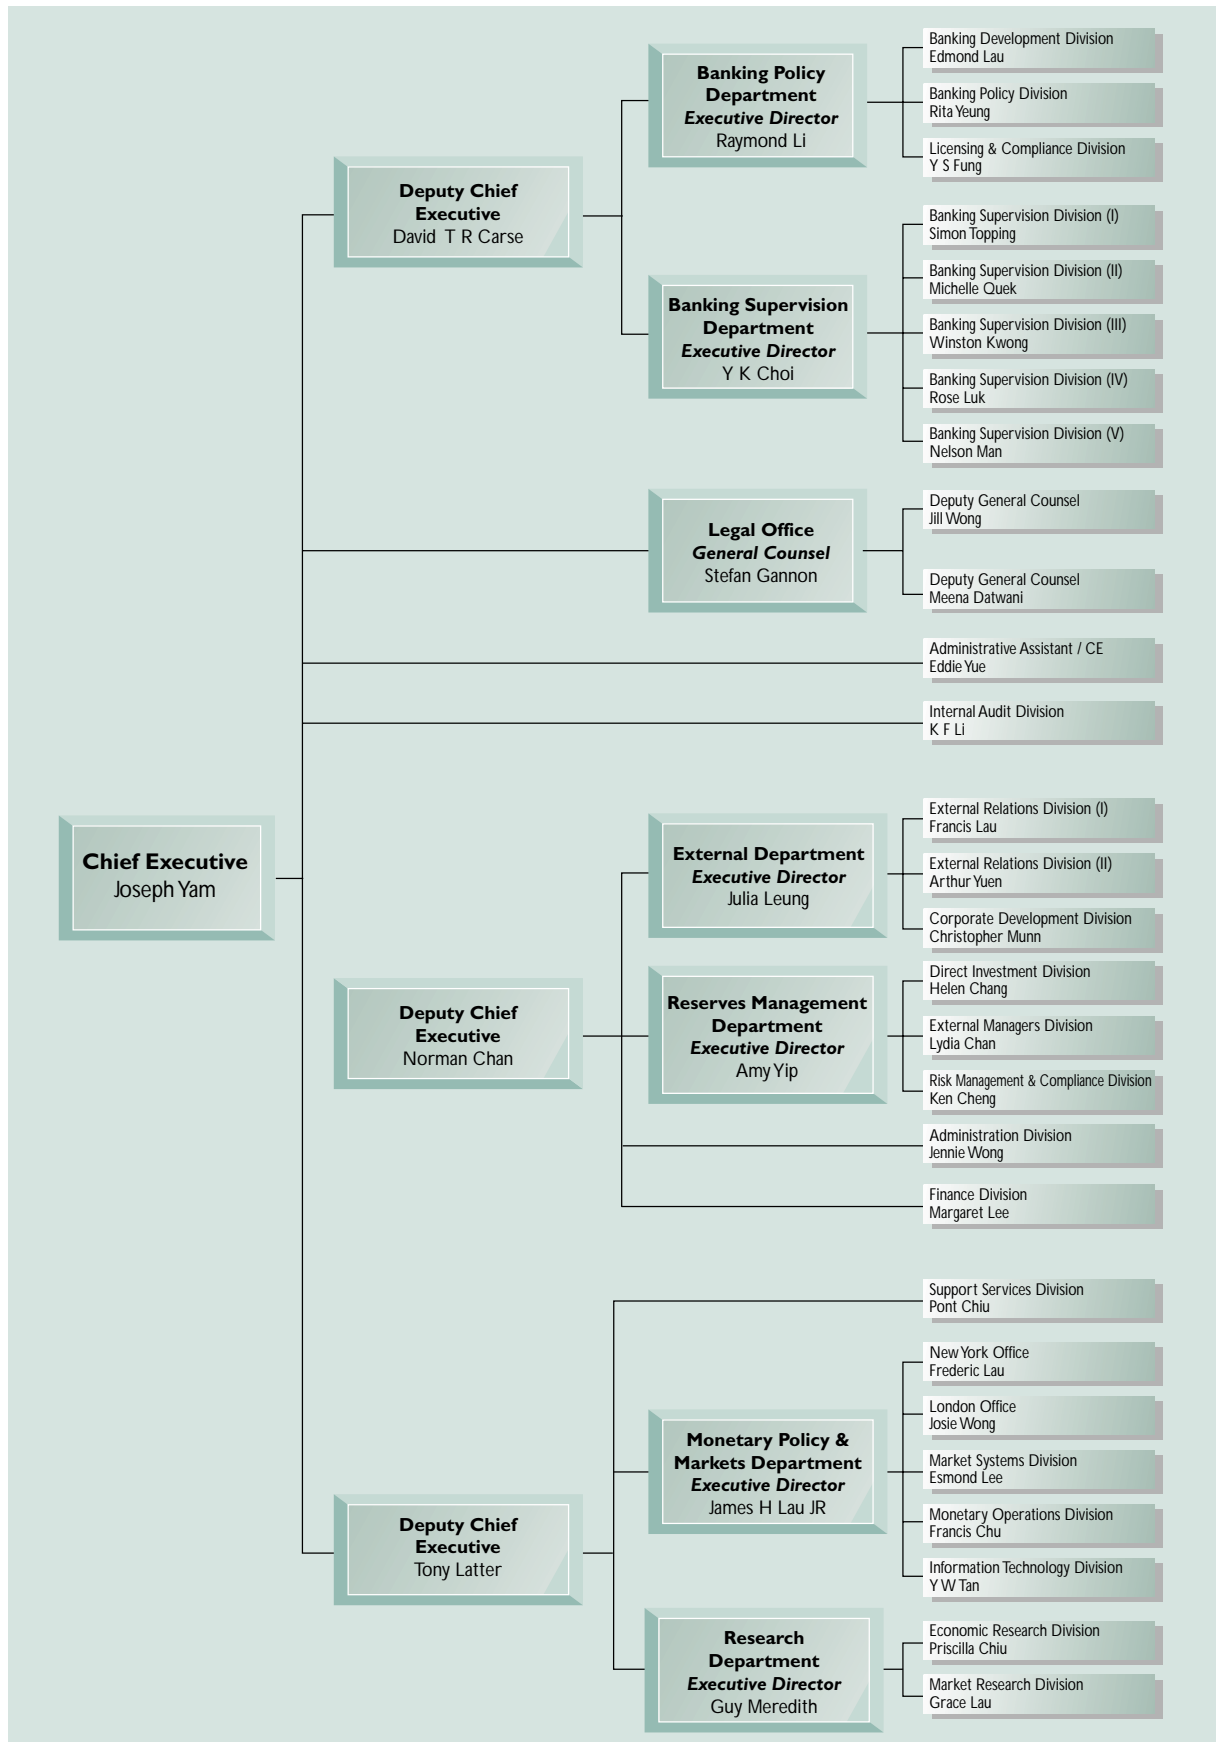 Chief Executive
Joseph Yam
Deputy Chief
Executive
David T R Carse
Banking Policy
Department
Executive Director
Raymond Li
Banking Development Division
Edmond Lau
Banking Policy Division
Rita Yeung
Licensing & Compliance Division
Y S Fung
Banking Supervision
Department
Executive Director
Y K Choi
Banking Supervision Division (I)
Simon Topping
Banking Supervision Division (II)
Michelle Quek
Banking Supervision Division (III)
Winston Kwong
Banking Supervision Division (IV)
Rose Luk
Banking Supervision Division (V)
Nelson Man
Legal Office
General Counsel
Stefan Gannon
Deputy General Counsel
Jill Wong
Deputy General Counsel
Meena Datwani
Administrative Assistant / CE
Eddie Yue
Internal Audit Division
K F Li
Deputy Chief
Executive
Norman Chan
External Department
Executive Director
Julia Leung
External Relations Division (I)
Francis Lau
External Relations Division (II)
Arthur Yuen
Corporate Development Division
Christopher Munn
Reserves Management
Department
Executive Director
Amy Yip
Direct Investment Division
Helen Chang
External Managers Division
Lydia Chan
Risk Management & Compliance Division
Ken Cheng
Administration Division
Jennie Wong
Finance Division
Margaret Lee
Deputy Chief
Executive
Tony Latter
Support Services Division
Pont Chiu
Monetary Policy &
Markets Department
Executive Director
James H Lau JR
New York Office
Frederic Lau
London Office
Josie Wong
Market Systems Division
Esmond Lee
Monetary Operations Division
Francis Chu
Information Technology Division
Y W Tan
Research
Department
Executive Director
Guy Meredith
Economic Research Division
Priscilla Chiu
Market Research Division
Grace Lau